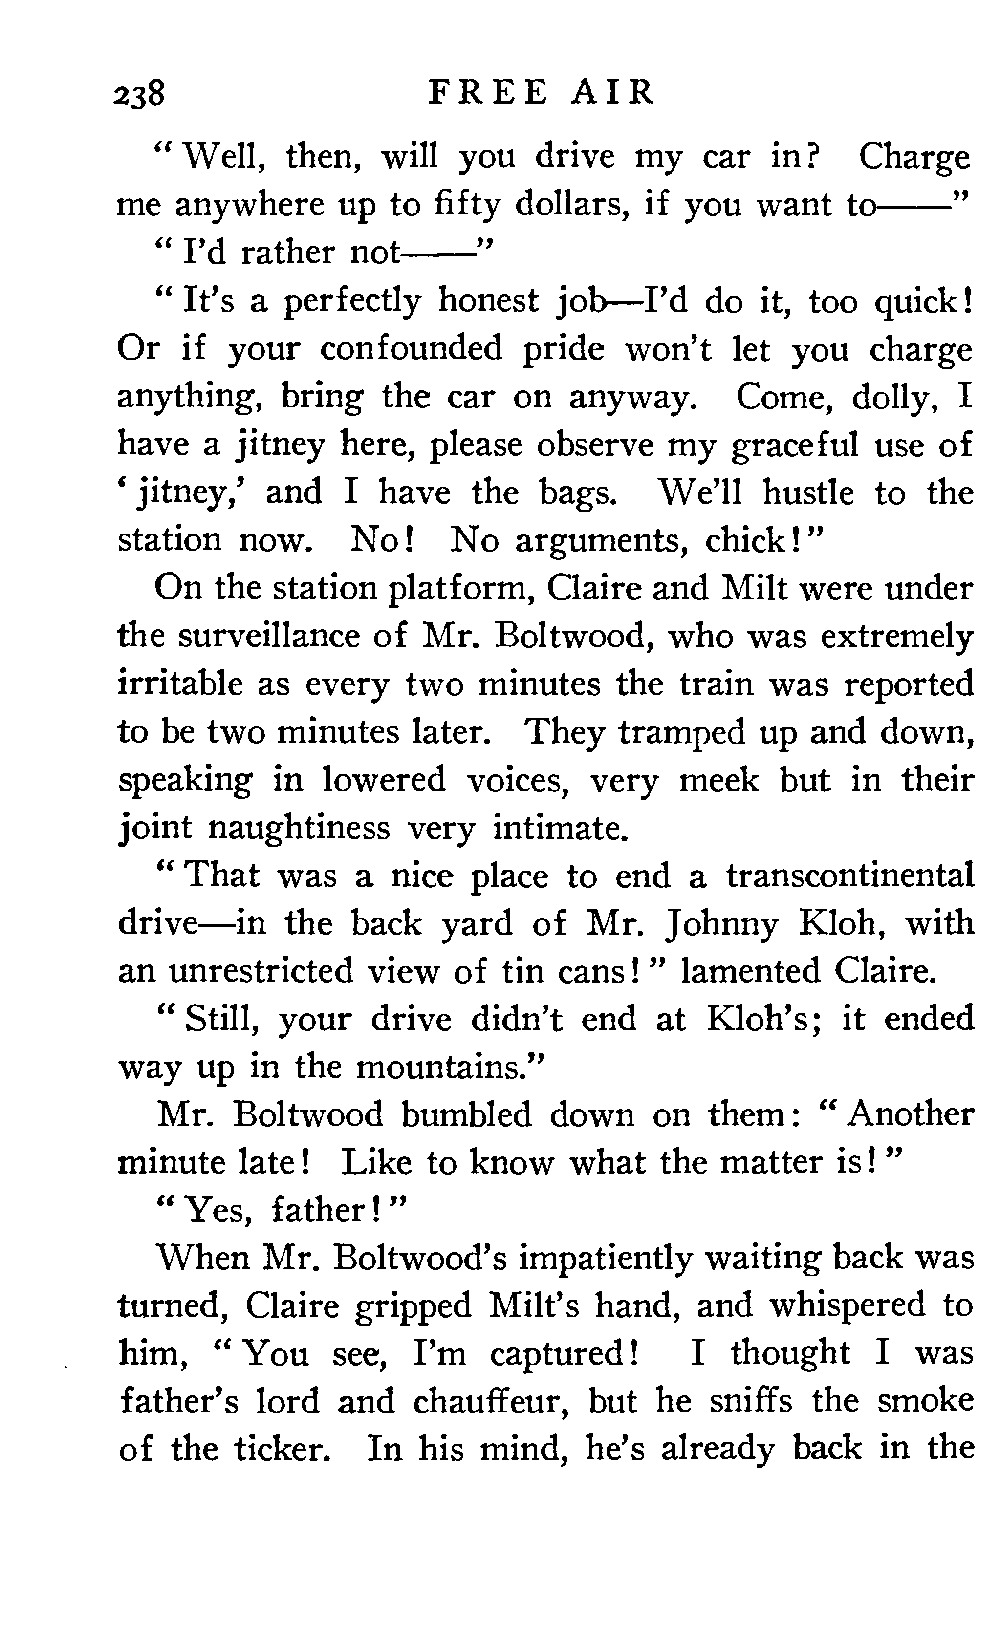 238 FREE AIR
“Well, then, will you drive my car in? Charge
me anywhere up to fifty dollars, if you want to——”
“I’d rather not——”
“It’s a perfectly honest job—I’d do it, too quick!
Or if your confounded pride won’t let you charge
anything, bring the car on anyway. Come, dolly, I
have a jitney here, please observe my graceful use of
‘jitney,’ and I have the bags. We’ll hustle to the
station now. No! No arguments, chick!”
On the station platform, Claire and Milt were under
the surveillance of Mr. Boltwood, who was extremely
irritable as every two minutes the train was reported
to be two minutes later. They tramped up and down,
speaking in lowered voices, very meek but in their
joint naughtiness very intimate.
“That was a nice place to end a transcontinental
drive—in the back yard of Mr. Johnny Kloh, with
an unrestricted view of tin cans!” lamented Claire.
“Still, your drive didn’t end at Kloh’s; it ended
way up in the mountains.”
Mr. Boltwood bumbled down on them: “Another
minute late! Like to know what the matter is!”
“Yes, father!”
When Mr. Boltwood’s impatiently waiting back was
turned, Claire gripped Milt’s hand, and whispered to
him, “You see, I’m captured! I thought I was
father’s lord and chauffeur, but he sniffs the smoke
of the ticker. In his mind, he’s already back in the